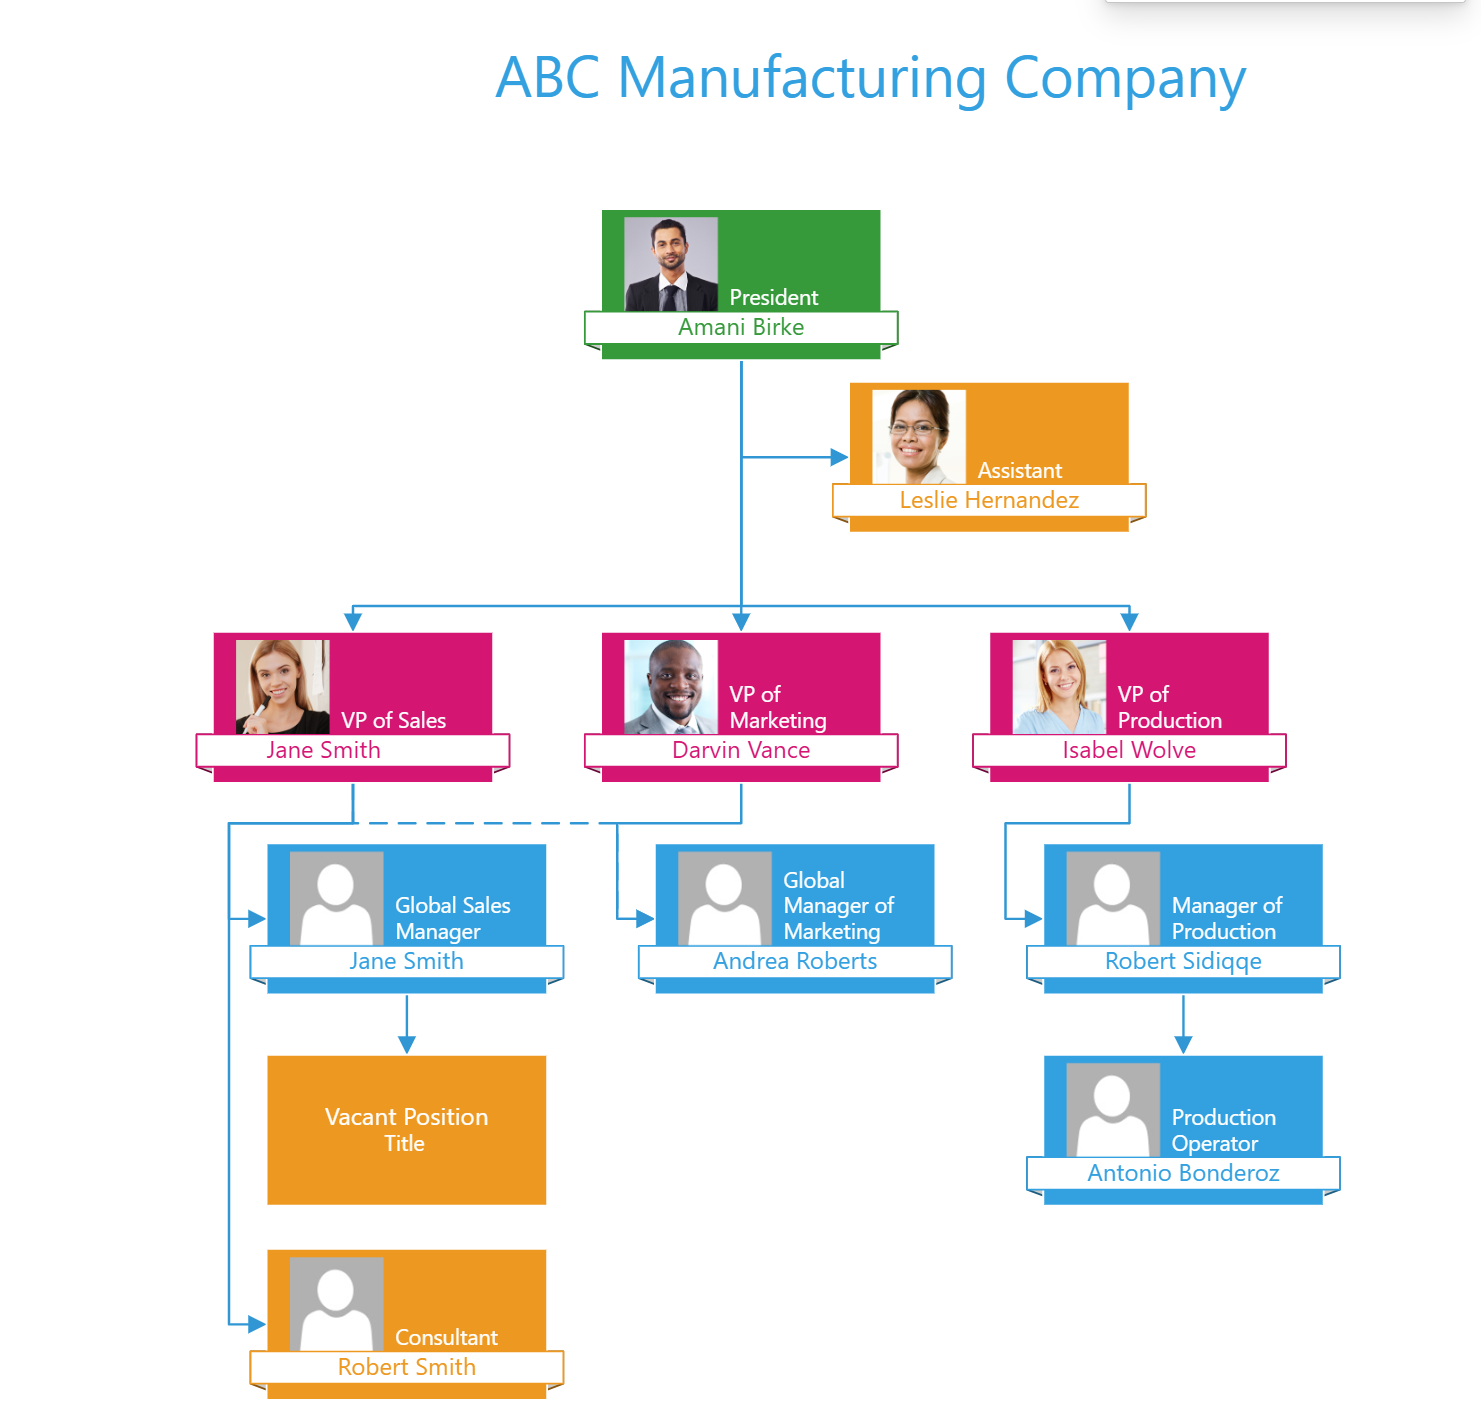 ABC Manufacturing Company
President
Amani Birke
Assistant
Leslie Hernandez
VP of Sales
Jane Smith
VP of
Marketing
Darvin Vance
VP of
Production
Isabel Wolve
Global Sales
Manager
Jane Smith
Global
Manager of
Marketing
Andrea Roberts
Manager of
Production
Robert Sidiqqe
Vacant Position
Title
Production
Operator
Antonio Bonderoz
Consultant
Robert Smith